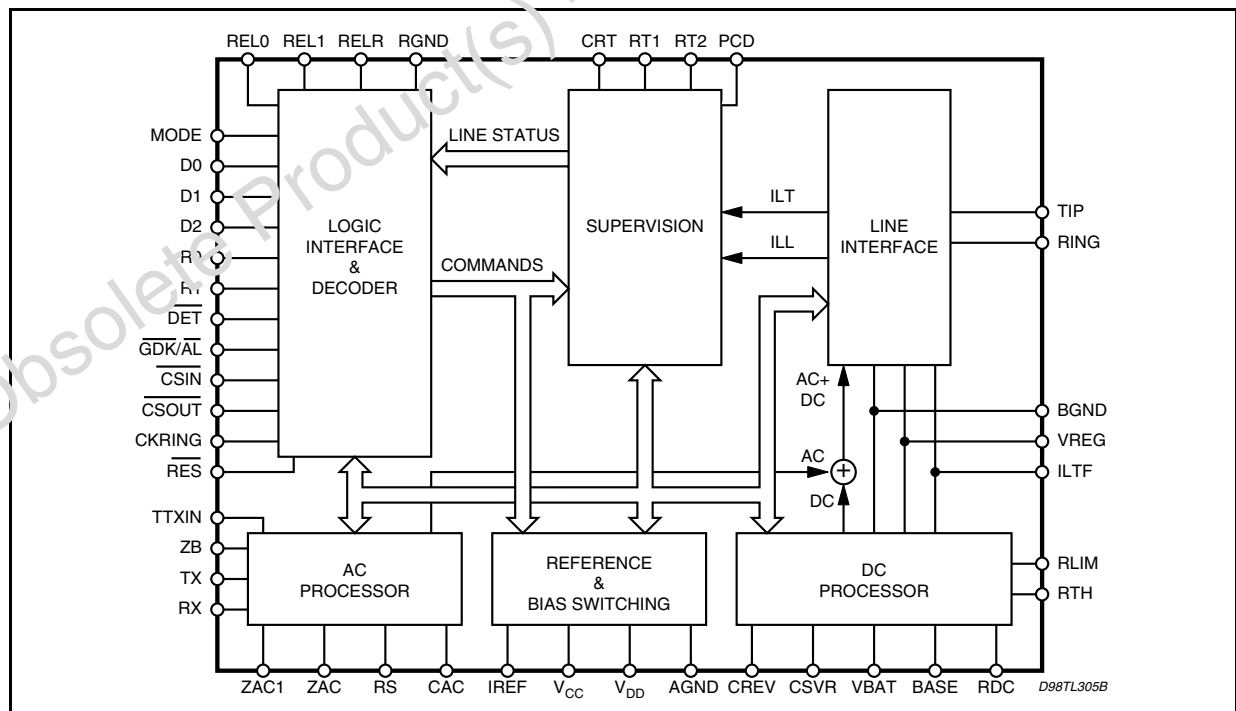 REL0 REL1 RELR RGND CRT RT1 RT2 PCD
MODE
D0
D1
D2
R0
R1
DET
GDK/AL
CSIN
CSOUT
CKRING
RES
TTXIN
ZB
TX
RX
LOGIC
INTERFACE
&
DECODER
LINE STATUS
COMMANDS
SUPERVISION
ILT
ILL
LINE
INTERFACE
TIP
RING
AC+
DC
AC
+
DC
BGND
VREG
ILTF
AC
PROCESSOR
REFERENCE
&
BIAS SWITCHING
DC
PROCESSOR
RLIM
RTH
ZAC1 ZAC RS CAC IREF VCC VDD AGND CREV CSVR VBAT BASE RDC
D98TL305B
Obsolete Product(s)